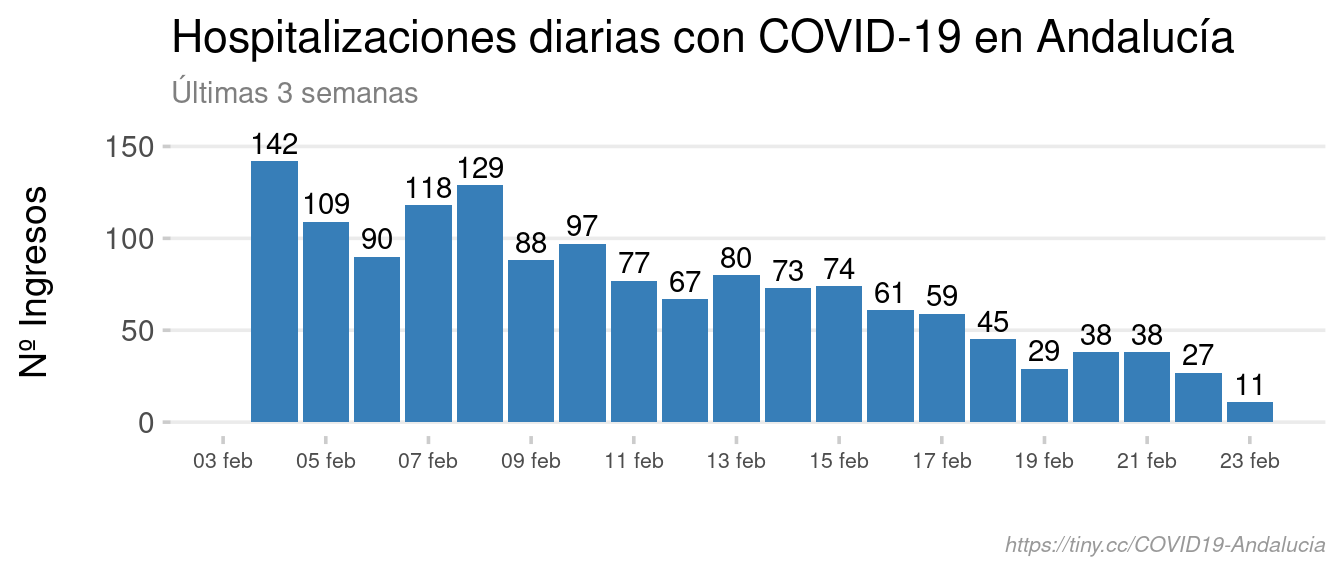 Hospitalizaciones diarias con COVID-19 en Andalucía
Últimas 3 semanas
Nº Ingresos
150
100
50
0
142
109
90
118
129
88
97
77
67
80
73
74
61
59
45
29
38
38
27
11
03 feb
05 feb
07 feb
09 feb
11 feb
13 feb
15 feb
17 feb
19 feb
21 feb
23 feb
https://tiny.cc/COVID19-Andalucia